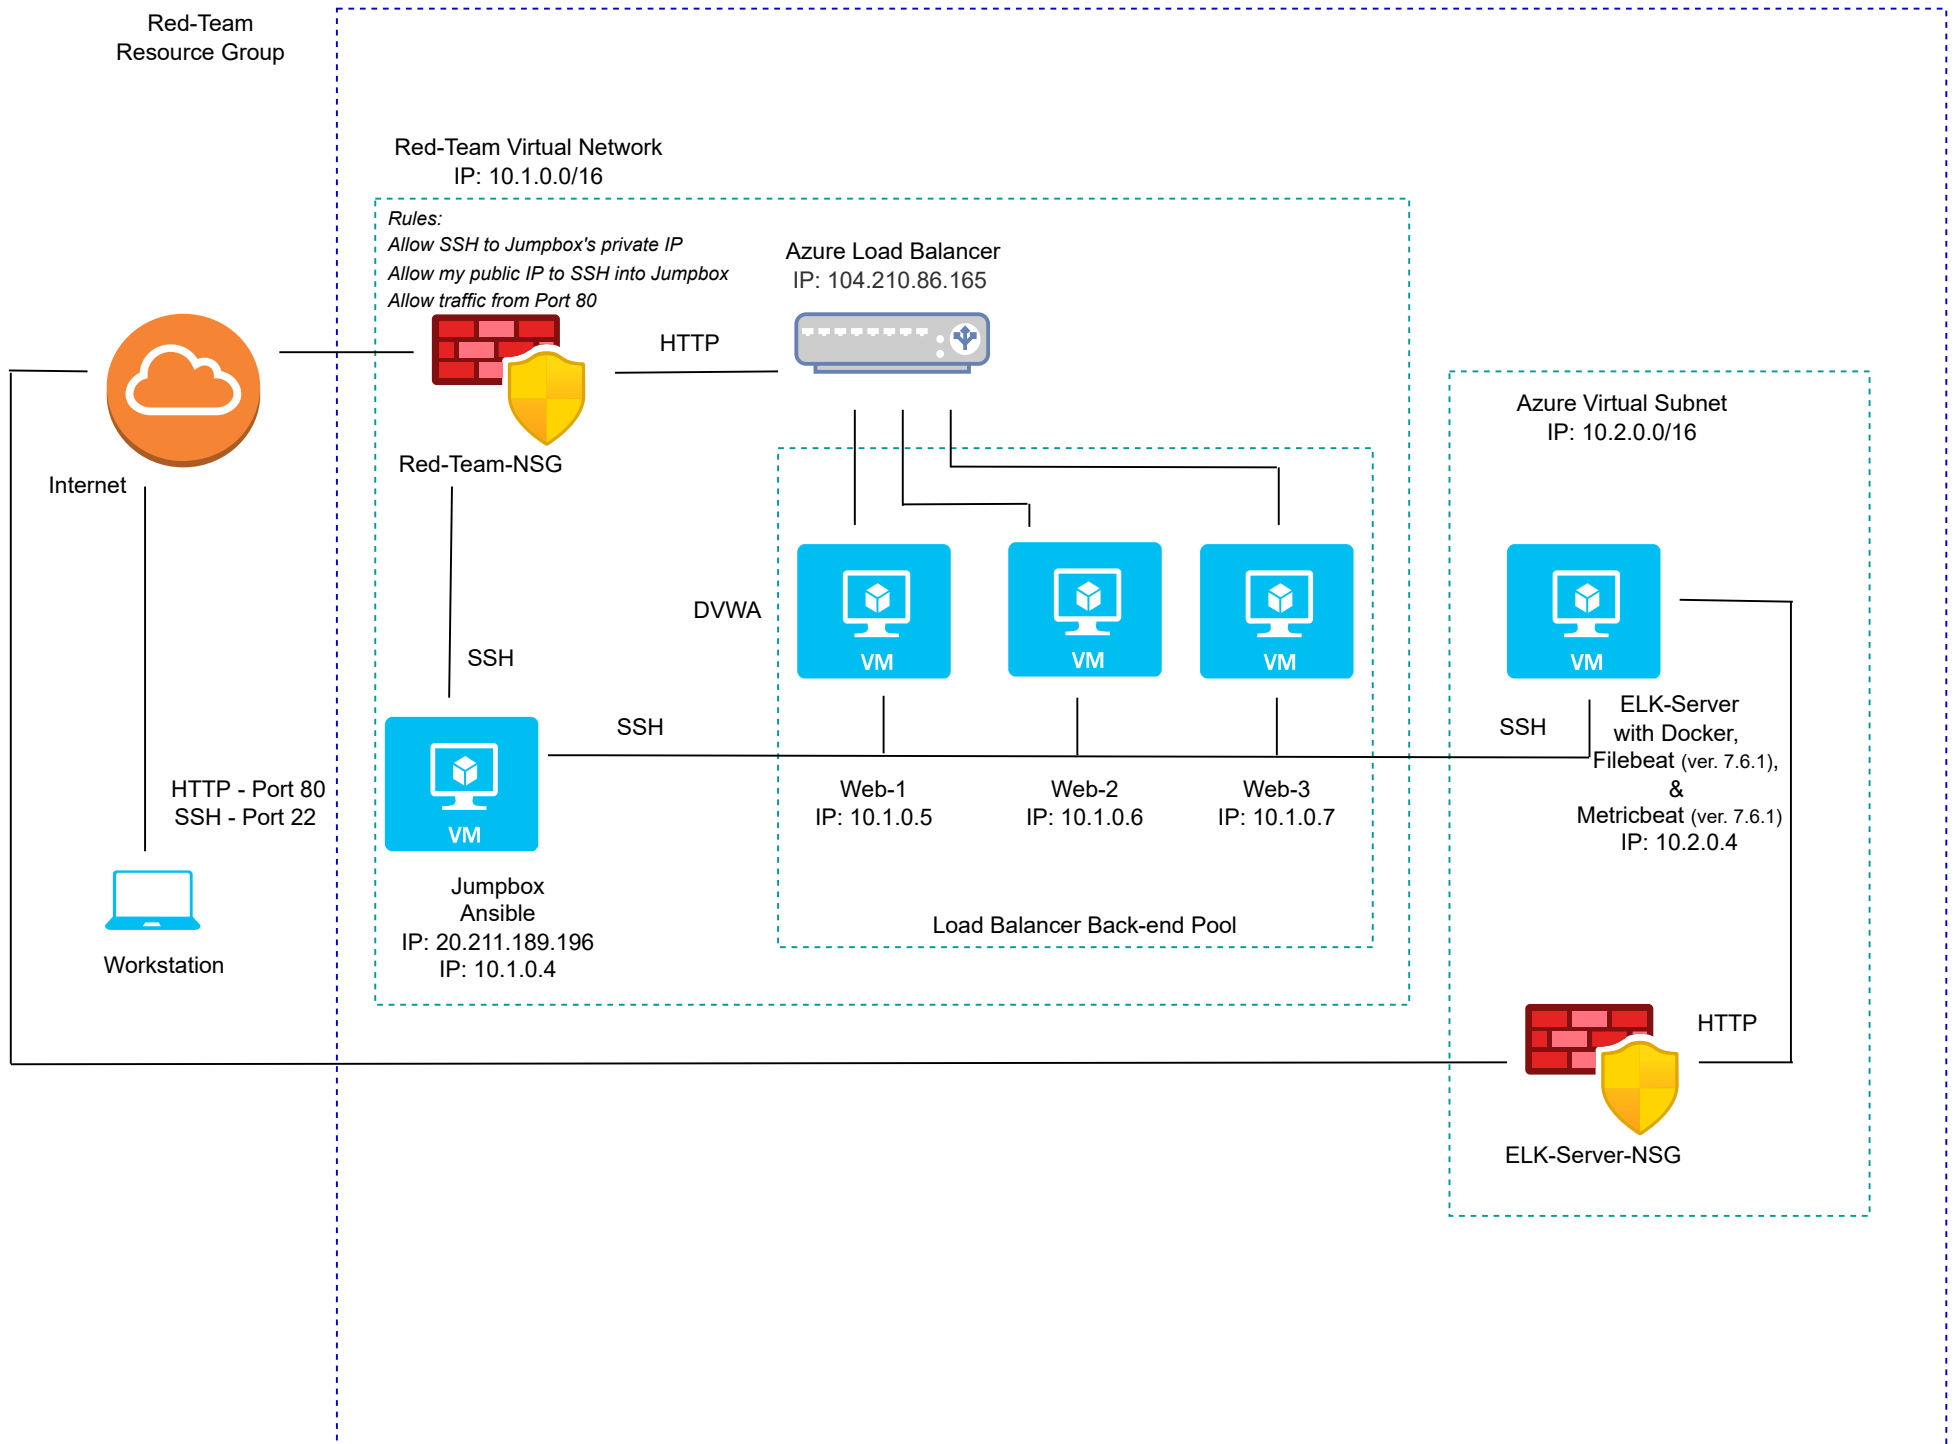 Red-Team
Resource Group
Red-Team Virtual Network
IP: 10.1.0.0/16
Rules:
Allow SSH to Jumpbox's private IP
Allow my public IP to SSH into Jumpbox
Allow traffic from Port 80
Azure Load Balancer
IP: 104.210.86.165
HTTP
Red-Team-NSG
Internet
Azure Virtual Subnet
IP: 10.2.0.0/16
DVWA
VM
VM
VM
VM
SSH
SSH
SSH
VM
HTTP - Port 80
SSH - Port 22
Web-1
IP: 10.1.0.5
Web-2
IP: 10.1.0.6
Web-3
IP: 10.1.0.7
ELK-Server
with Docker,
Filebeat (ver. 7.6.1),
&
Metricbeat (ver. 7.6.1)
IP: 10.2.0.4
Jumpbox
Ansible
IP: 20.211.189.196
IP: 10.1.0.4
Load Balancer Back-end Pool
Workstation
HTTP
ELK-Server-NSG